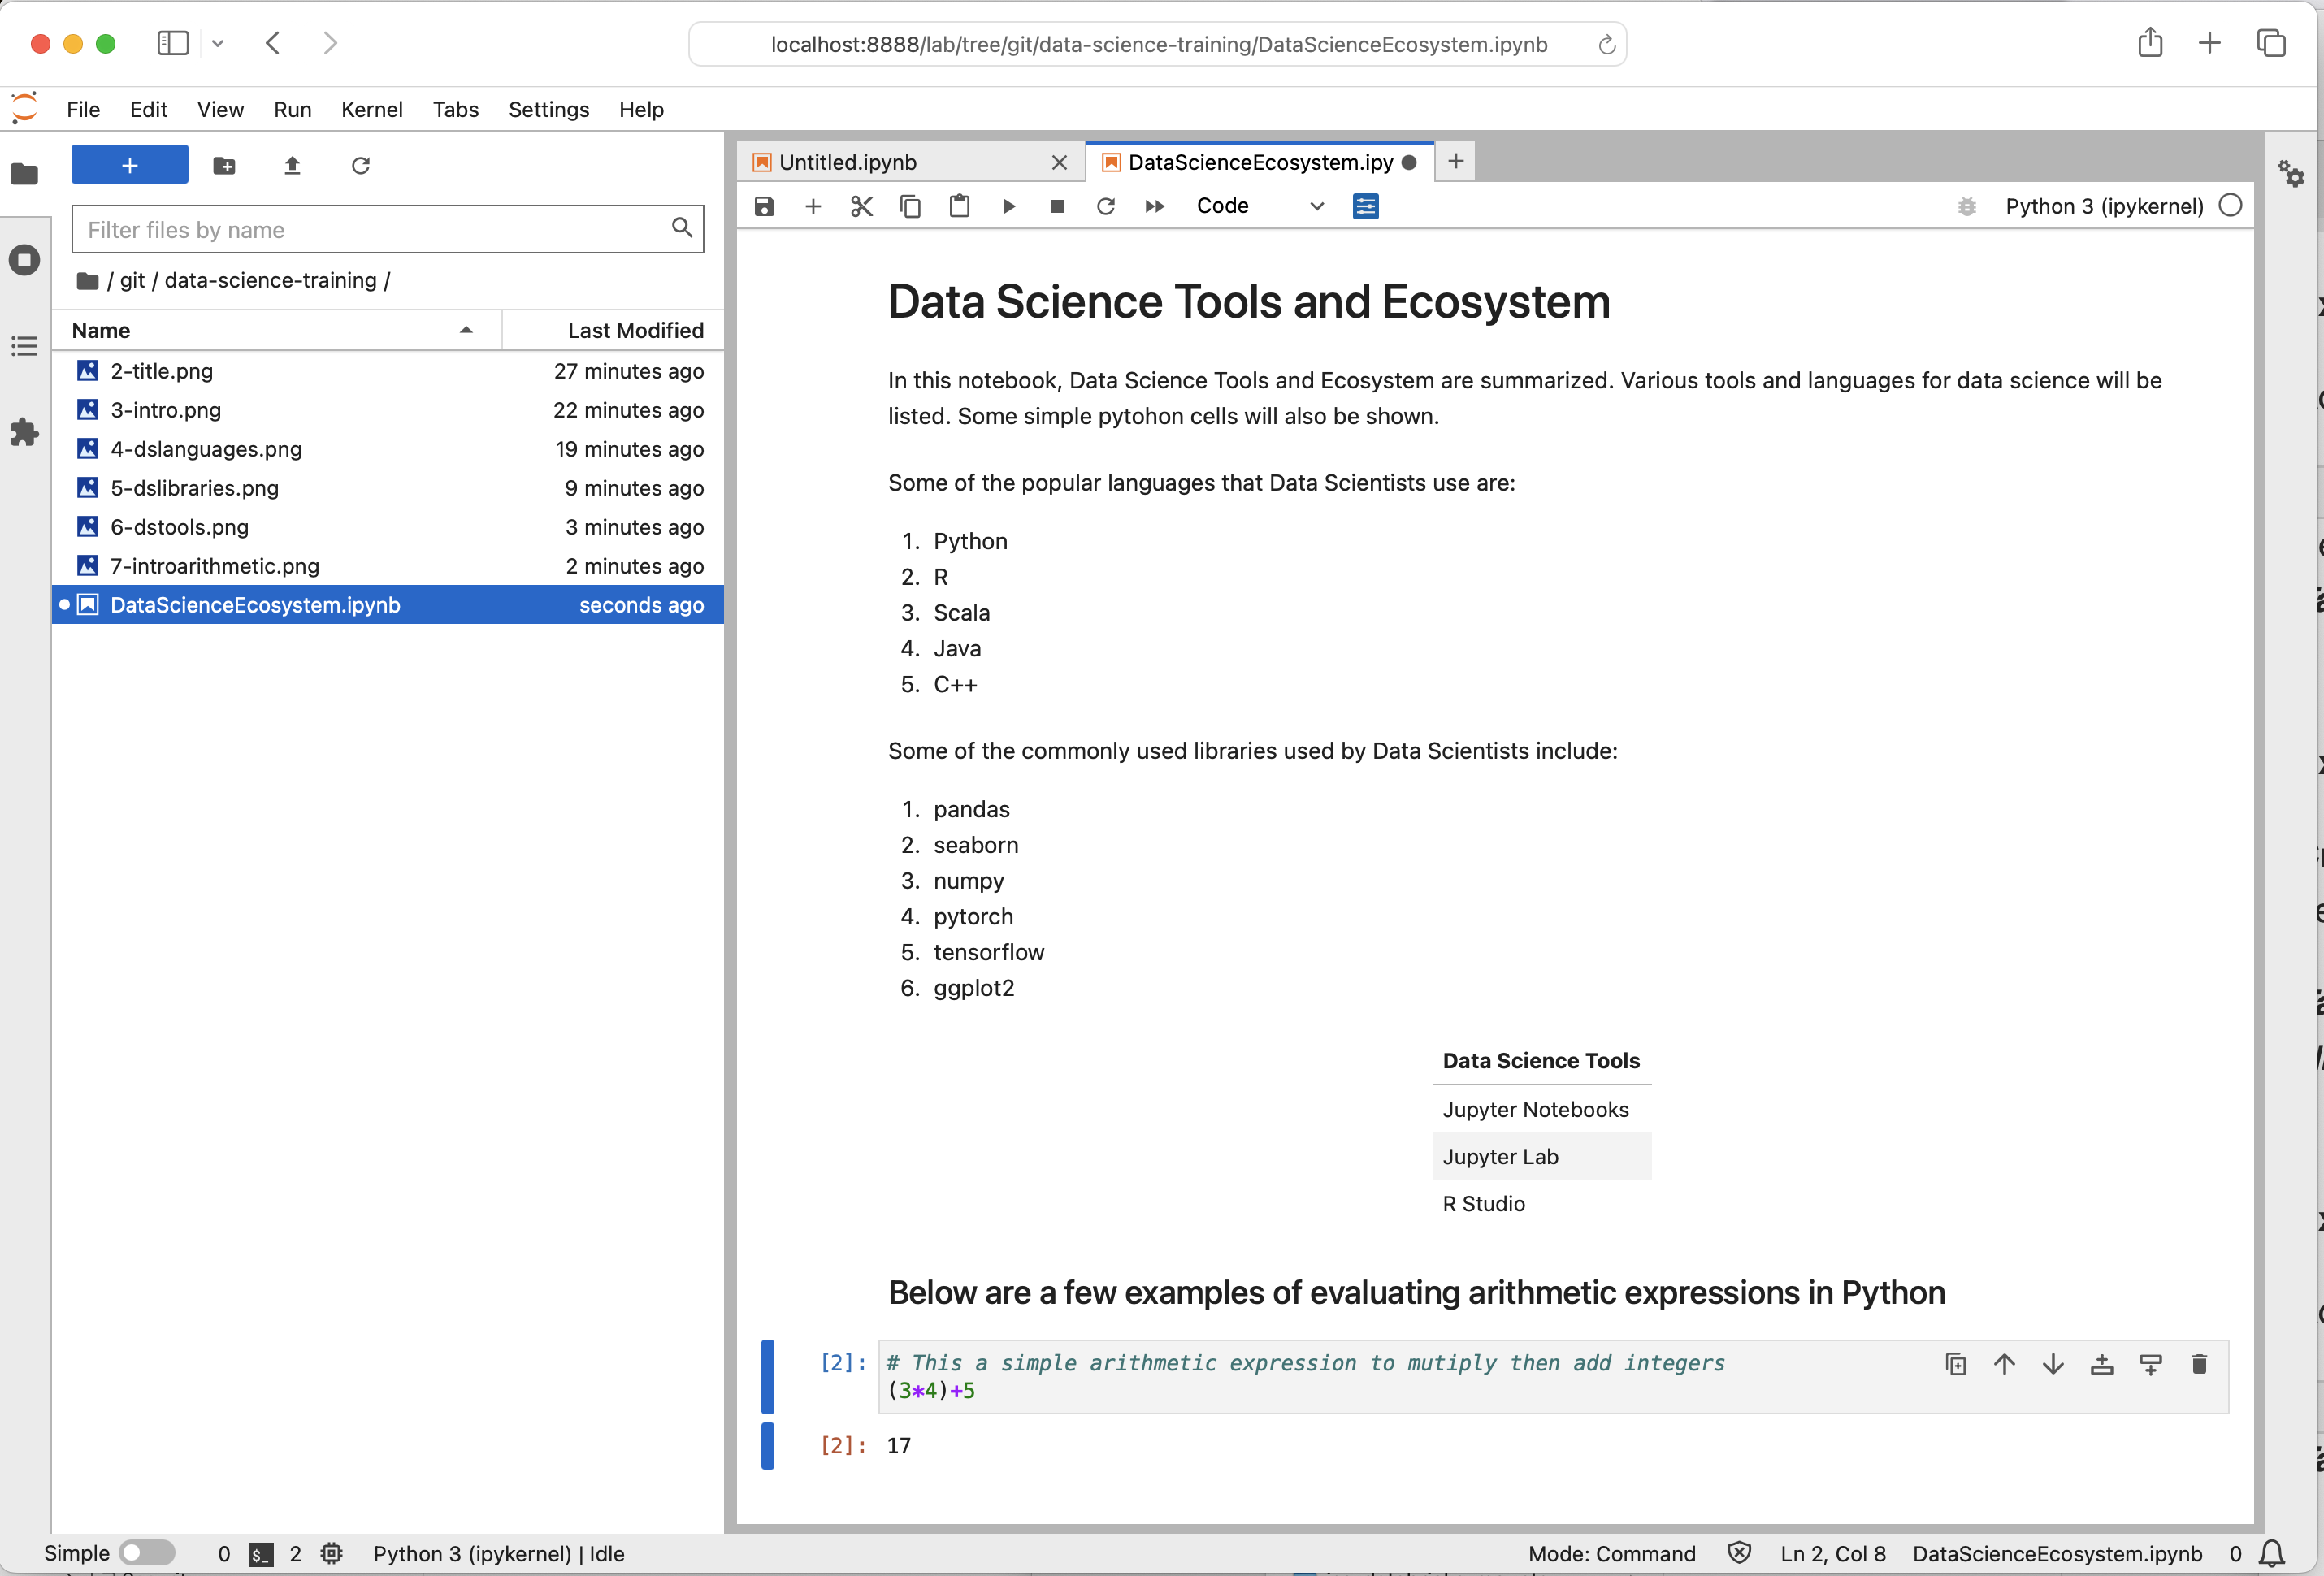 localhost:8888/lab/tree/git/data-science-training/DataScienceEcosystem.ipynb
File Edit View Run Kernel Tabs Settings Help
Filter files by name
/ git / data-science-training /
Name Last Modified
2-title.png 27 minutes ago
3-intro.png 22 minutes ago
4-dslanguages.png 19 minutes ago
5-dslibraries.png 9 minutes ago
6-dstools.png 3 minutes ago
7-introarithmetic.png 2 minutes ago
DataScienceEcosystem.ipynb seconds ago
Untitled.ipynb
DataScienceEcosystem.ipy
Code
Python 3 (ipykernel)
Data Science Tools and Ecosystem
In this notebook, Data Science Tools and Ecosystem are summarized. Various tools and languages for data science will be
listed. Some simple pytohon cells will also be shown.
Some of the popular languages that Data Scientists use are:
1. Python
2. R
3. Scala
4. Java
5. C++
Some of the commonly used libraries used by Data Scientists include:
1. pandas
2. seaborn
3. numpy
4. pytorch
5. tensorflow
6. ggplot2
Data Science Tools
Jupyter Notebooks
Jupyter Lab
R Studio
Below are a few examples of evaluating arithmetic expressions in Python
[2]: # This a simple arithmetic expression to mutiply then add integers
(3*4)+5
[2]: 17
Simple 0 $_ 2 Python 3 (ipykernel) | Idle Mode: Command Ln 2, Col 8 DataScienceEcosystem.ipynb 0